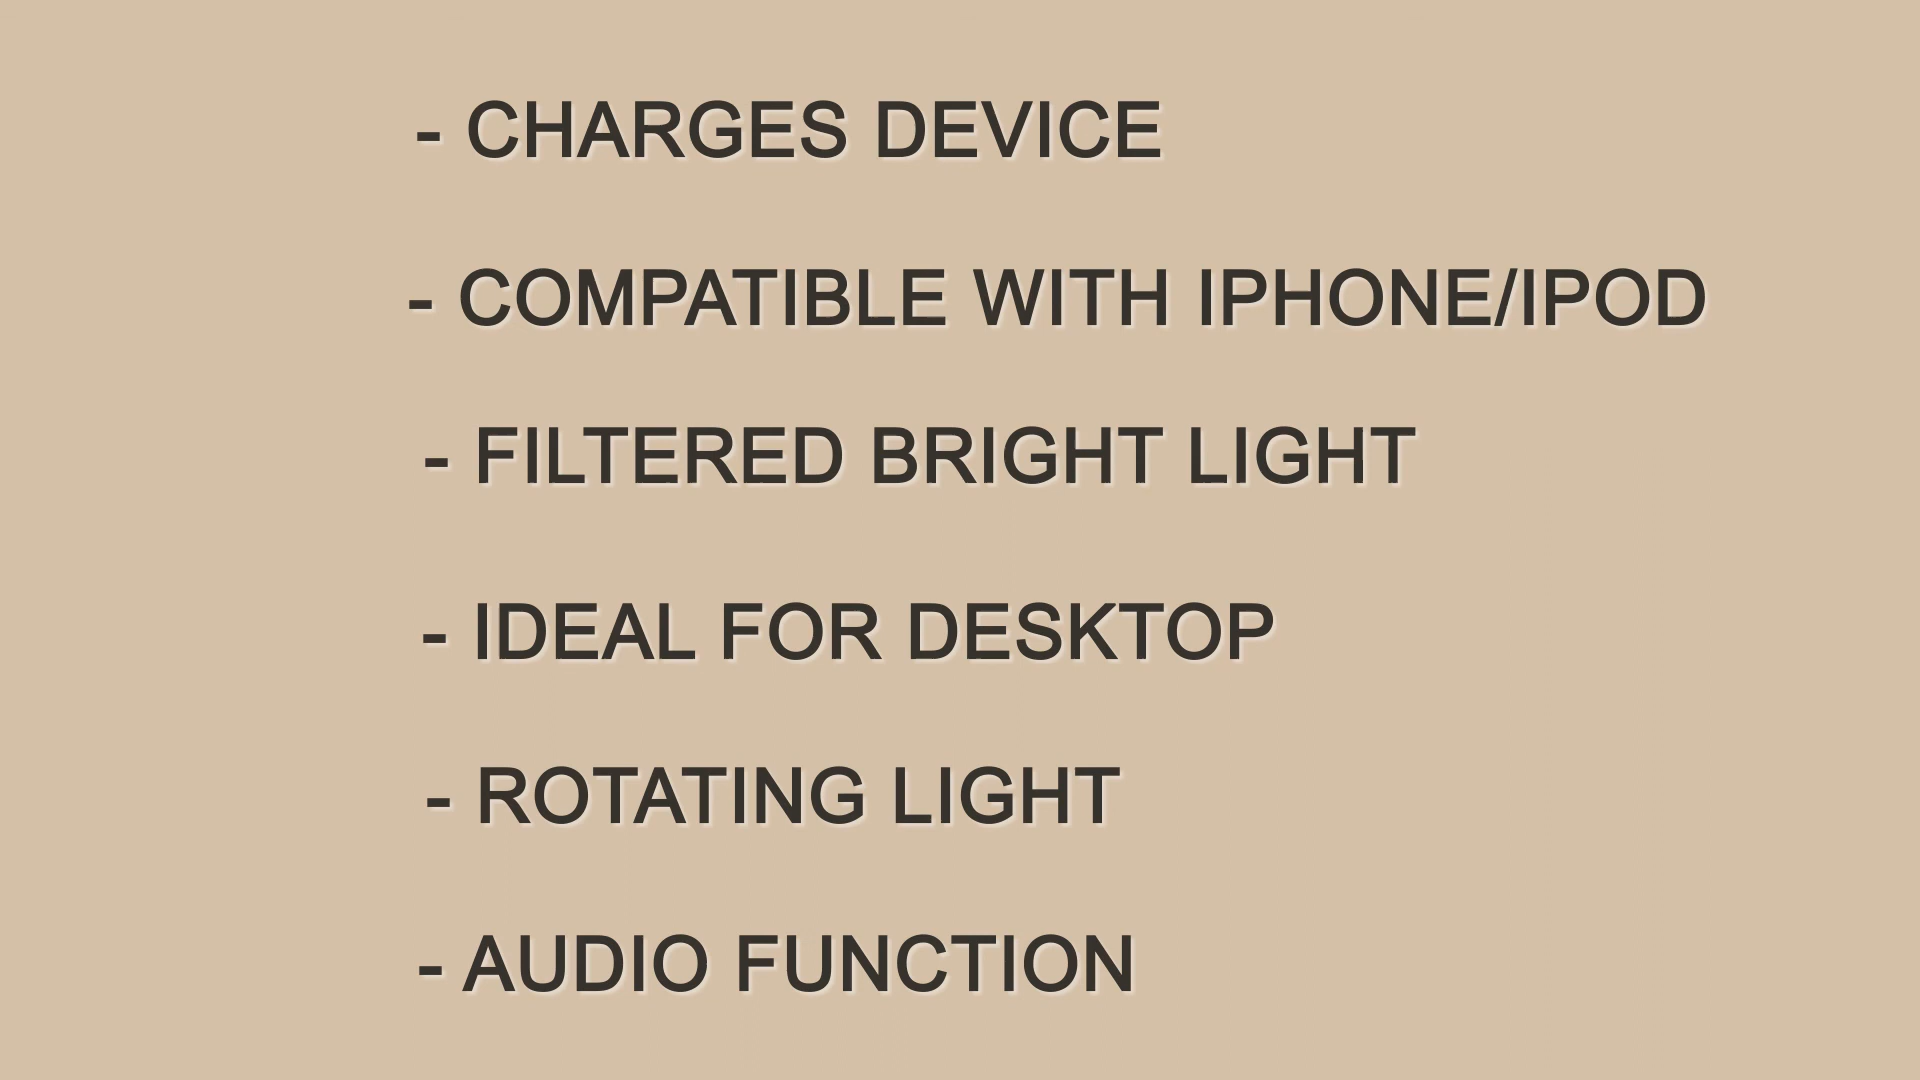 - CHARGES DEVICE
- COMPATIBLE WITH IPHONE/IPOD
- FILTERED BRIGHT LIGHT
- IDEAL FOR DESKTOP
- ROTATING LIGHT
- AUDIO FUNCTION